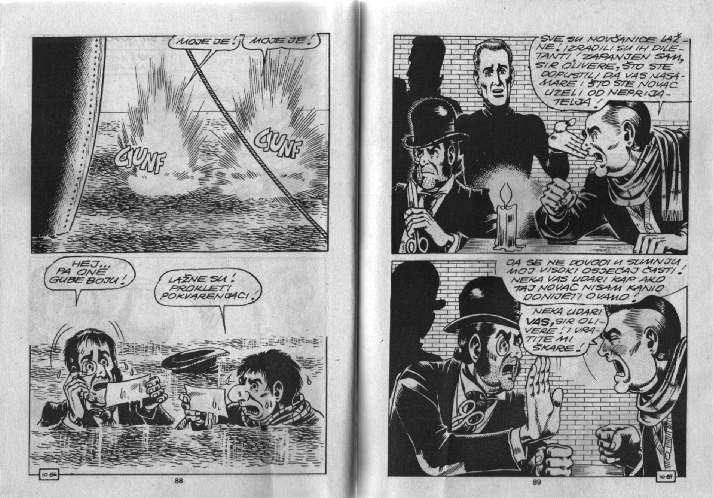 MOJE JE!
MOJE JE!
ČJUNF
ČJUNF
HEJ...
PA ONE
GUBE BOJU!
LAŽNE SU!
PROKLETI
POKVARENJACI!
88
SVE SU NOVČANICE LAŽ-
NE! IZRADILI SU IH DILE-
TANTI! ZAPANJEN SAM,
SIR OLIVERE, ŠTO STE
DOPUSTILI DA VAS NASA-
MARE I ŠTO STE NOVAC
UZELI OD NEPRIJA-
TELJA!
DA SE NE DOVODI U SUMNJU
MOJ VISOKI OSJEĆAJ ČASTI!
NEKA VAS UDARI KAP AKO
TAJ NOVAC NISAM KANIO
DONIJETI OVAMO!
NEKA UDARI
VAS, SIR OLI-
VERE! I VRA-
TITE MI
ŠKARE!
89